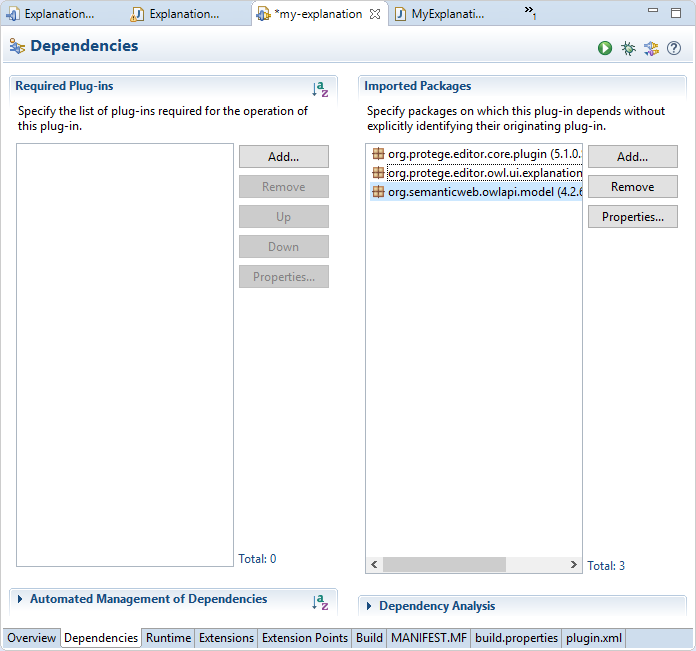 Explanation...
Explanation...
*my-explanation
MyExplanati...
»1
Dependencies
Required Plug-ins
Specify the list of plug-ins required for the operation of
this plug-in.
Add...
Remove
Up
Down
Properties...
Total: 0
Imported Packages
Specify packages on which this plug-in depends without
explicitly identifying their originating plug-in.
org.protege.editor.core.plugin (5.1.0.
org.protege.editor.owl.ui.explanation
org.semanticweb.owlapi.model (4.2.6
Add...
Remove
Properties...
Total: 3
Automated Management of Dependencies
Dependency Analysis
Overview
Dependencies
Runtime
Extensions
Extension Points
Build
MANIFEST.MF
build.properties
plugin.xml